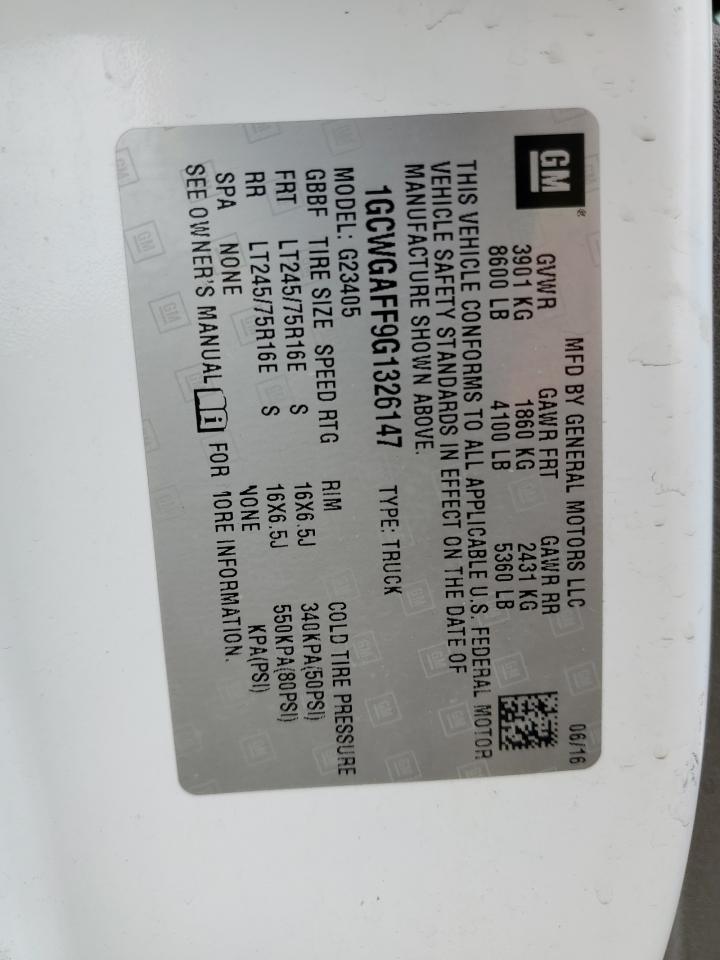 GM®
MFD BY GENERAL MOTORS LLC 06/16
GVWR GAWR FRT GAWR RR
3901 KG 1860 KG 2431 KG
8600 LB 4100 LB 5360 LB
THIS VEHICLE CONFORMS TO ALL APPLICABLE U.S. FEDERAL MOTOR
VEHICLE SAFETY STANDARDS IN EFFECT ON THE DATE OF
MANUFACTURE SHOWN ABOVE.
1GCWGAFF9G1326147 TYPE: TRUCK
MODEL: G23405
GBBF TIRE SIZE SPEED RTG RIM COLD TIRE PRESSURE
FRT LT245/75R16E S 16X6.5J 340KPA(50PSI)
RR LT245/75R16E S 16X6.5J 550KPA(80PSI)
SPA NONE NONE KPA(PSI)
SEE OWNER'S MANUAL i FOR MORE INFORMATION.